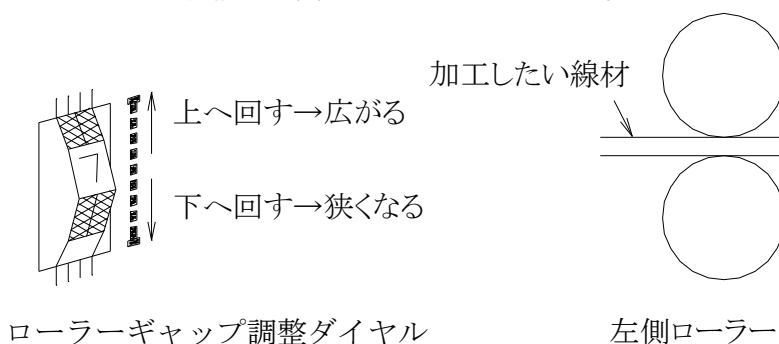 加工したい線材
上へ回す→広がる
下へ回す→狭くなる
ローラーギャップ調整ダイヤル
左側ローラー